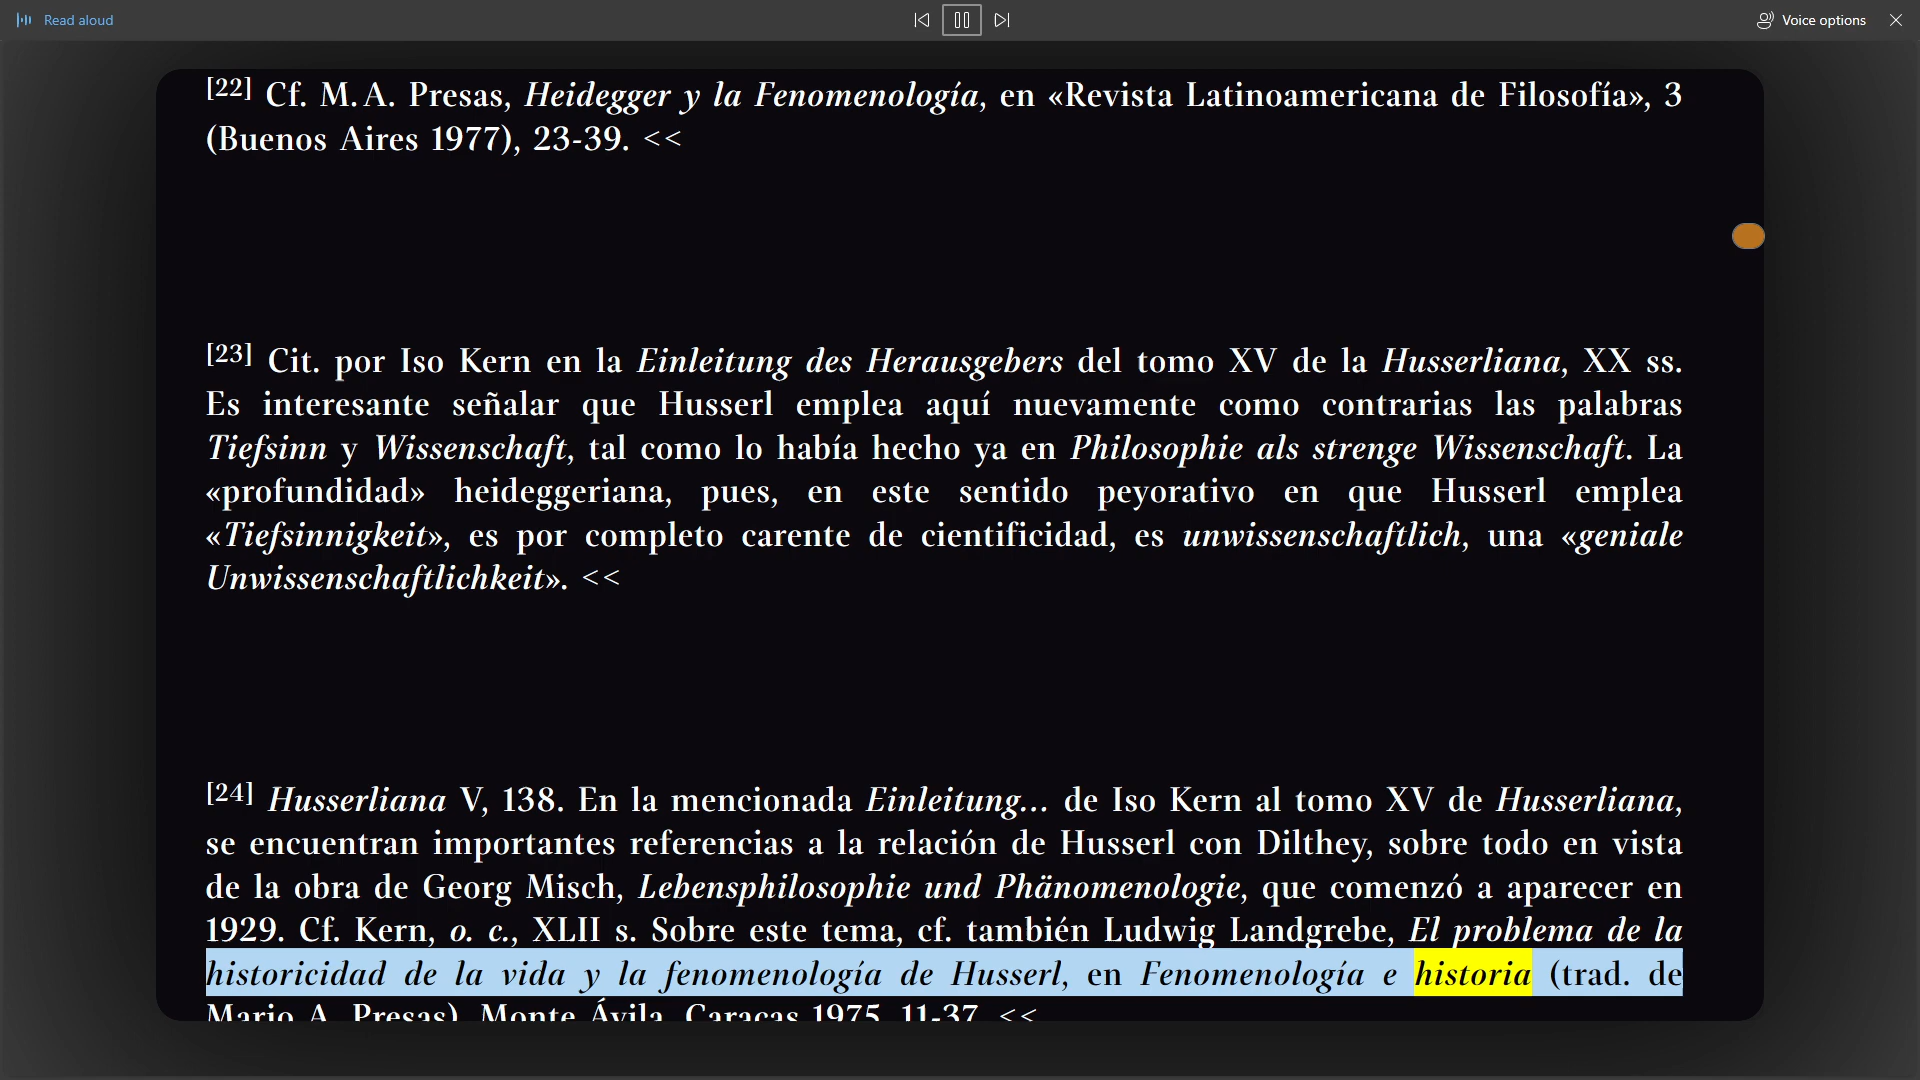 Read aloud
Voice options
[22] Cf. M. A. Presas, Heidegger y la Fenomenología, en «Revista Latinoamericana de Filosofía», 3
(Buenos Aires 1977), 23-39. <<
[23] Cit. por Iso Kern en la Einleitung des Herausgebers del tomo XV de la Husserliana, XX ss.
Es interesante señalar que Husserl emplea aquí nuevamente como contrarias las palabras
Tiefsinn y Wissenschaft, tal como lo había hecho ya en Philosophie als strenge Wissenschaft. La
«profundidad» heideggeriana, pues, en este sentido peyorativo en que Husserl emplea
«Tiefsinnigkeit», es por completo carente de cientificidad, es unwissenschaftlich, una «geniale
Unwissenschaftlichkeit». <<
[24] Husserliana V, 138. En la mencionada Einleitung... de Iso Kern al tomo XV de Husserliana,
se encuentran importantes referencias a la relación de Husserl con Dilthey, sobre todo en vista
de la obra de Georg Misch, Lebensphilosophie und Phänomenologie, que comenzó a aparecer en
1929. Cf. Kern, o. c., XLII s. Sobre este tema, cf. también Ludwig Landgrebe, El problema de la
historicidad de la vida y la fenomenología de Husserl, en Fenomenología e historia (trad. de
Mario A. Presas), Monte Ávila, Caracas 1975, 11-37. <<